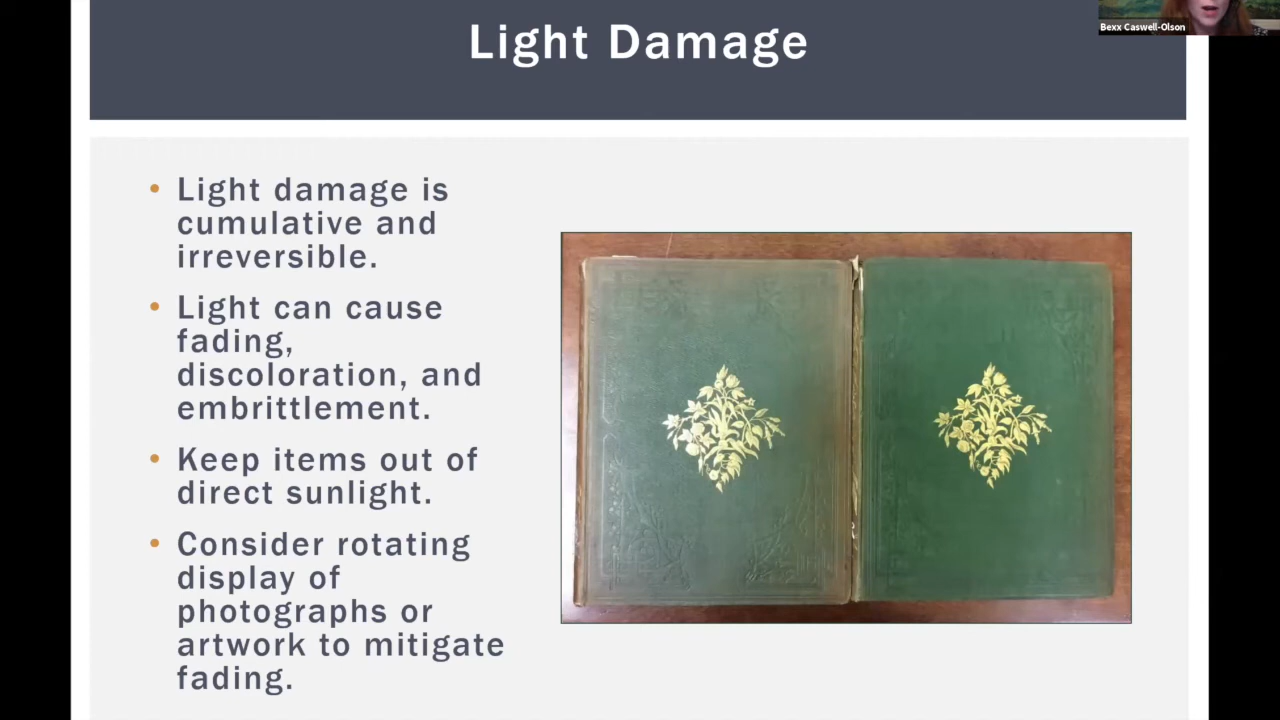 Light Damage
Bexx Caswell-Olson
• Light damage is
cumulative and
irreversible.
• Light can cause
fading,
discoloration, and
embrittlement.
• Keep items out of
direct sunlight.
• Consider rotating
display of
photographs or
artwork to mitigate
fading.